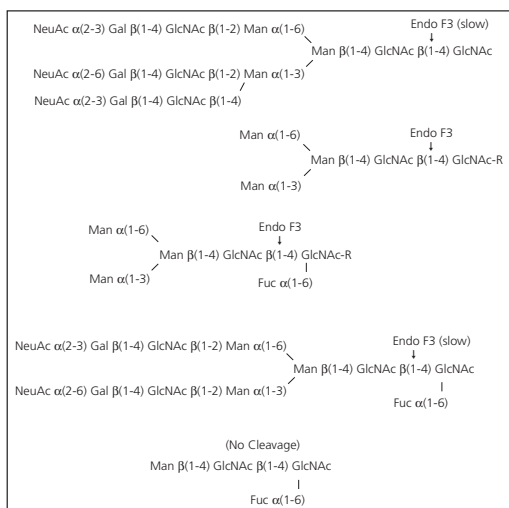 Endo F3 (slow)
NeuAc α(2-3) Gal β(1-4) GlcNAc β(1-2) Man α(1-6)
Man β(1-4) GlcNAc β(1-4) GlcNAc
NeuAc α(2-6) Gal β(1-4) GlcNAc β(1-2) Man α(1-3)
NeuAc α(2-3) Gal β(1-4) GlcNAc β(1-4)
Man α(1-6) Endo F3
Man β(1-4) GlcNAc β(1-4) GlcNAc-R
Man α(1-3)
Man α(1-6) Endo F3
Man β(1-4) GlcNAc β(1-4) GlcNAc-R
Man α(1-3) Fuc α(1-6)
NeuAc α(2-3) Gal β(1-4) GlcNAc β(1-2) Man α(1-6) Endo F3 (slow)
Man β(1-4) GlcNAc β(1-4) GlcNAc
NeuAc α(2-6) Gal β(1-4) GlcNAc β(1-2) Man α(1-3)
Fuc α(1-6)
(No Cleavage)
Man β(1-4) GlcNAc β(1-4) GlcNAc
Fuc α(1-6)